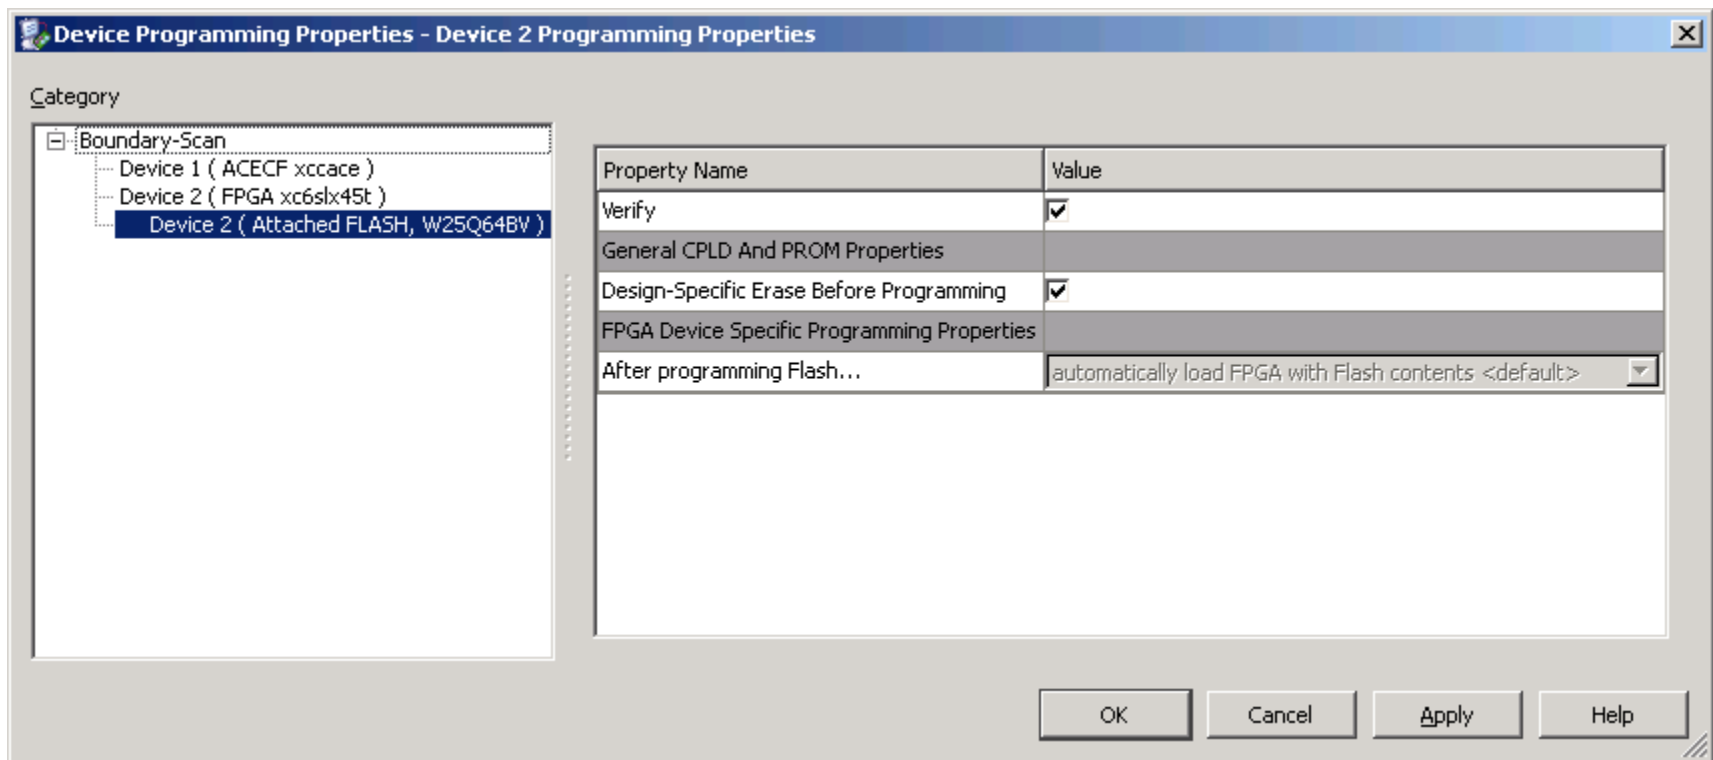 Device Programming Properties - Device 2 Programming Properties
Category
Boundary-Scan
Device 1 ( ACECF xccace )
Device 2 ( FPGA xc6slx45t )
Device 2 ( Attached FLASH, W25Q64BV )
Property Name Value
Verify
General CPLD And PROM Properties
Design-Specific Erase Before Programming
FPGA Device Specific Programming Properties
After programming Flash... automatically load FPGA with Flash contents <default>
OK Cancel Apply Help